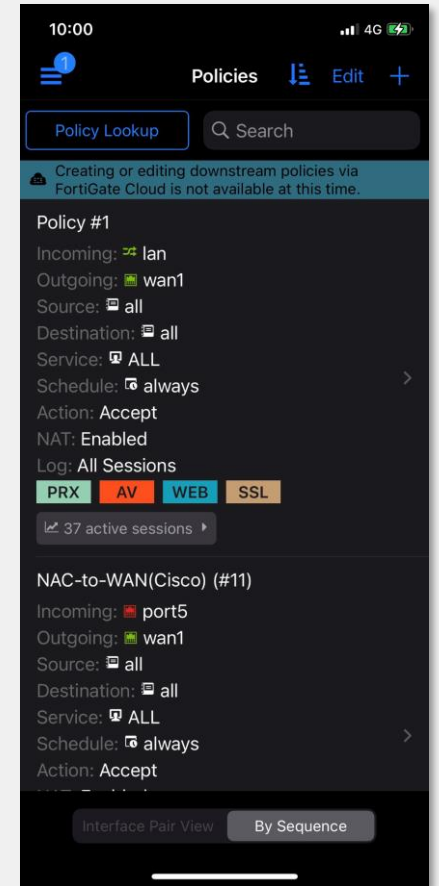 10:00
4G
1
Policies
Edit
Policy Lookup
Search
Creating or editing downstream policies via
FortiGate Cloud is not available at this time.
Policy #1
Incoming: lan
Outgoing: wan1
Source: all
Destination: all
Service: ALL
Schedule: always
Action: Accept
NAT: Enabled
Log: All Sessions
PRX AV WEB SSL
37 active sessions
NAC-to-WAN(Cisco) (#11)
Incoming: port5
Outgoing: wan1
Source: all
Destination: all
Service: ALL
Schedule: always
Action: Accept
Interface Pair View By Sequence